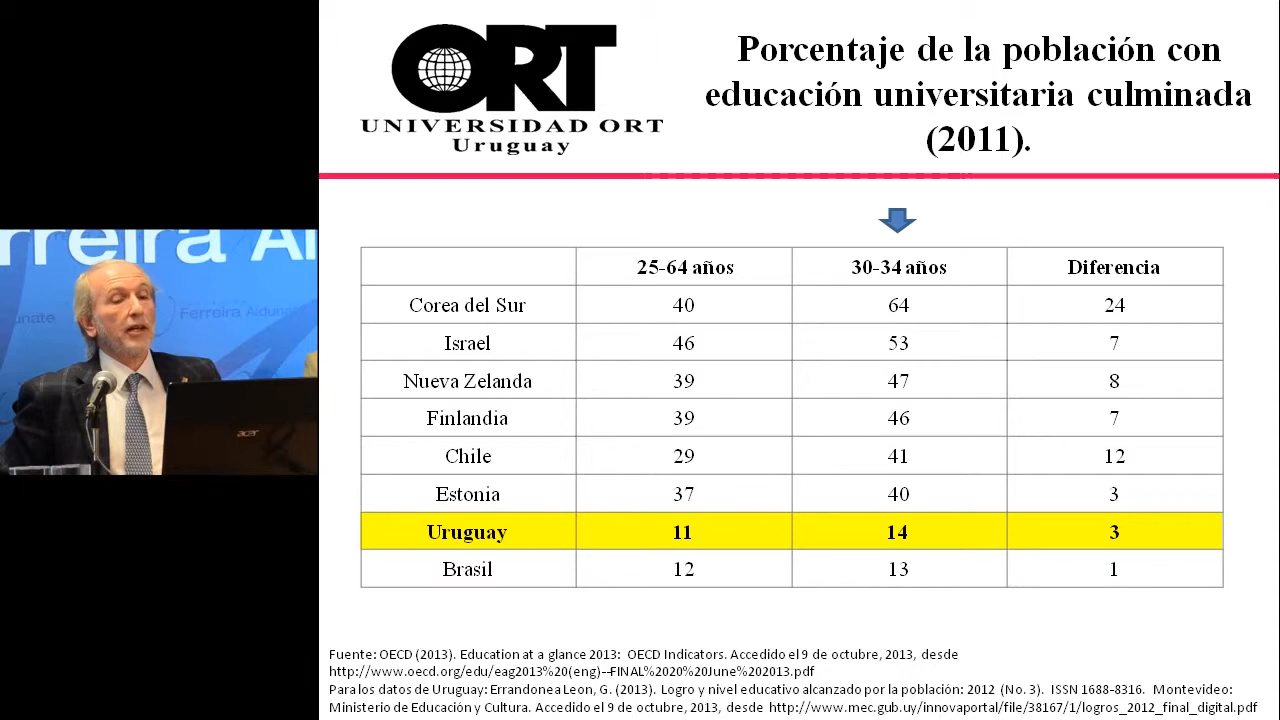 ORT
UNIVERSIDAD ORT
Uruguay
Porcentaje de la población con
educación universitaria culminada
(2011).
25-64 años 30-34 años Diferencia
Corea del Sur 40 64 24
Israel 46 53 7
Nueva Zelanda 39 47 8
Finlandia 39 46 7
Chile 29 41 12
Estonia 37 40 3
Uruguay 11 14 3
Brasil 12 13 1
rreira Al
unate
Ferreira Aldunat
acer
Fuente: OECD (2013). Education at a glance 2013: OECD Indicators. Accedido el 9 de octubre, 2013, desde
http://www.oecd.org/edu/eag2013%20(eng)--FINAL%2020%20June%202013.pdf
Para los datos de Uruguay: Errandonea Leon, G. (2013). Logro y nivel educativo alcanzado por la población: 2012 (No. 3). ISSN 1688-8316. Montevideo:
Ministerio de Educación y Cultura. Accedido el 9 de octubre, 2013, desde http://www.mec.gub.uy/innovaportal/file/38167/1/logros_2012_final_digital.pdf